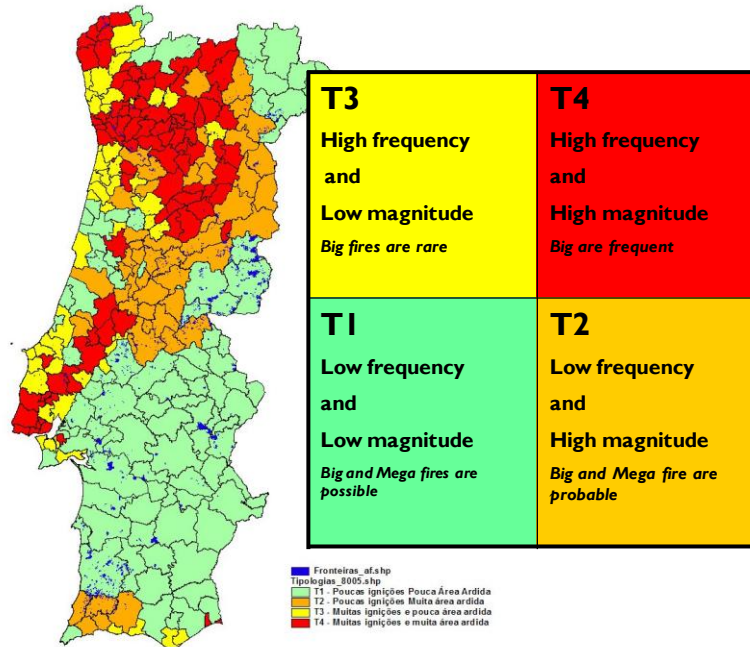 T3
High frequency
and
Low magnitude
Big fires are rare
T4
High frequency
and
High magnitude
Big are frequent
T1
Low frequency
and
Low magnitude
Big and Mega fires are
possible
T2
Low frequency
and
High magnitude
Big and Mega fire are
probable
Fronteiras_af.shp
Tipologias_8005.shp
T1 - Poucas ignições Pouca Área Ardida
T2 - Poucas ignições Muita área ardida
T3 - Muitas ignições e pouca área ardida
T4 - Muitas ignições e muita área ardida